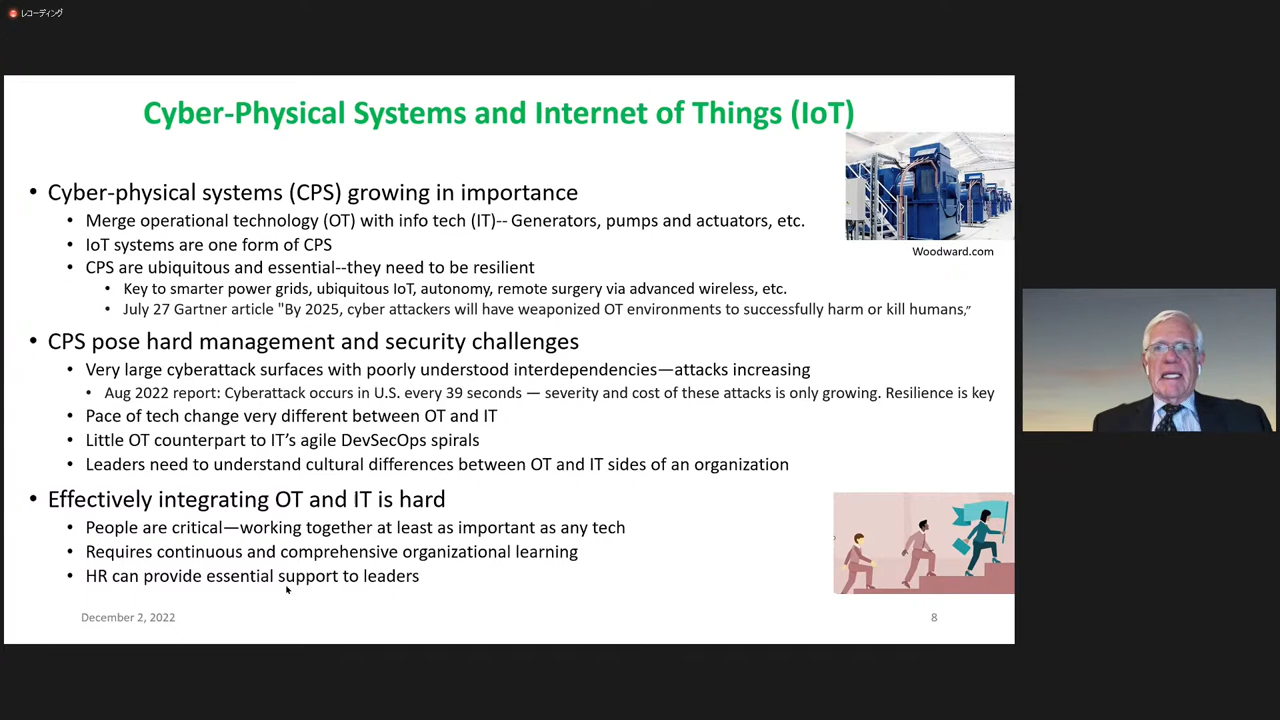 レコーディング
Cyber-Physical Systems and Internet of Things (IoT)
• Cyber-physical systems (CPS) growing in importance
• Merge operational technology (OT) with info tech (IT)-- Generators, pumps and actuators, etc.
• IoT systems are one form of CPS
• CPS are ubiquitous and essential--they need to be resilient
• Key to smarter power grids, ubiquitous IoT, autonomy, remote surgery via advanced wireless, etc.
• July 27 Gartner article "By 2025, cyber attackers will have weaponized OT environments to successfully harm or kill humans,”
Woodward.com
• CPS pose hard management and security challenges
• Very large cyberattack surfaces with poorly understood interdependencies—attacks increasing
• Aug 2022 report: Cyberattack occurs in U.S. every 39 seconds — severity and cost of these attacks is only growing. Resilience is key
• Pace of tech change very different between OT and IT
• Little OT counterpart to IT’s agile DevSecOps spirals
• Leaders need to understand cultural differences between OT and IT sides of an organization
• Effectively integrating OT and IT is hard
• People are critical—working together at least as important as any tech
• Requires continuous and comprehensive organizational learning
• HR can provide essential support to leaders
December 2, 2022
8